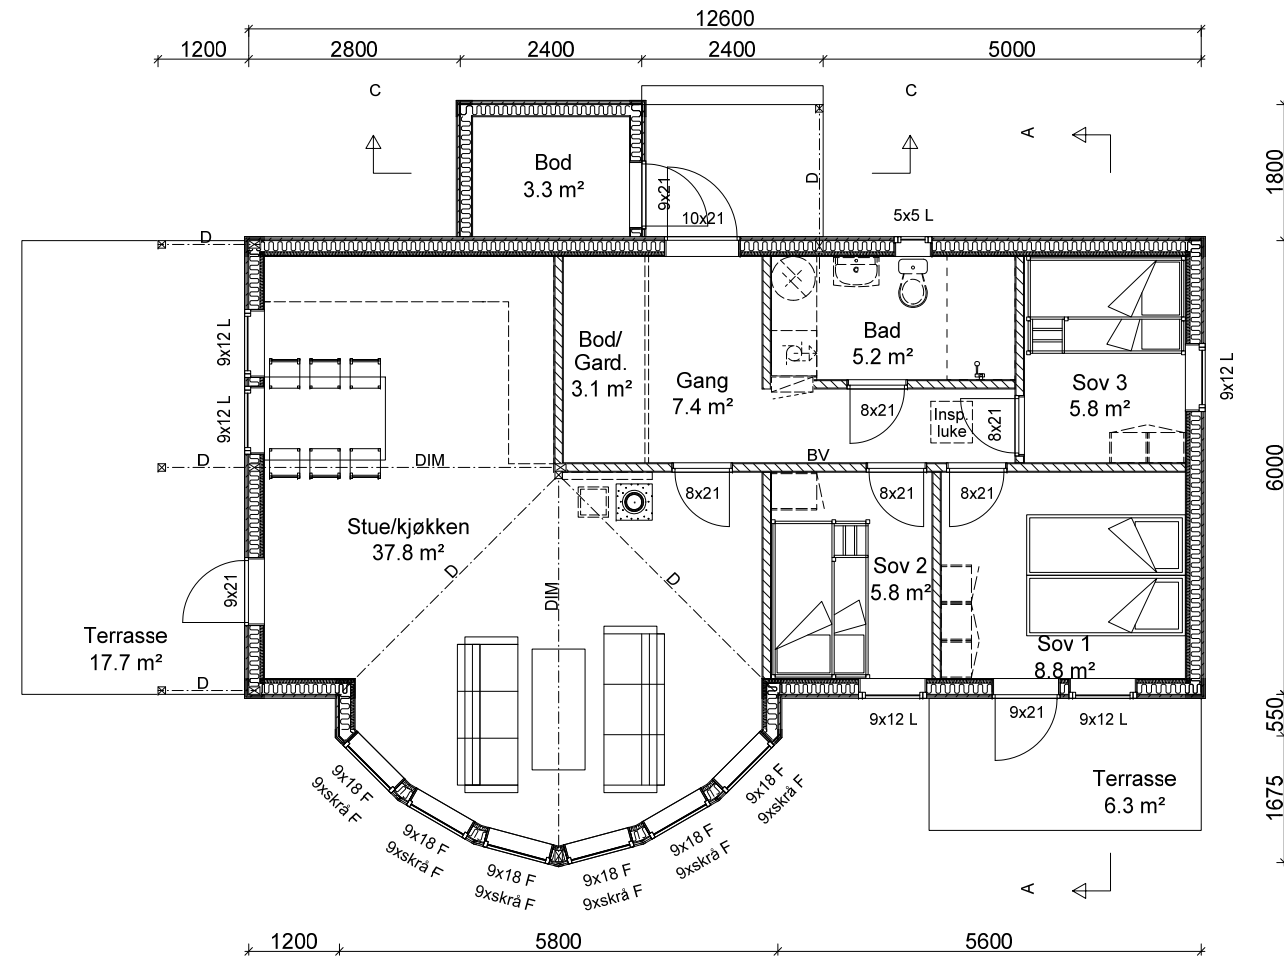 12600
1200
2800
2400
2400
5000
C
C
A
1800
Bod
3.3 m²
9x21
10x21
D
5x5 L
D
9x12 L
Bod/
Gard.
3.1 m²
Gang
7.4 m²
Bad
5.2 m²
Sov 3
5.8 m²
9x12 L
9x12 L
8x21
Insp.
luke
8x21
D
DIM
BV
6000
8x21
8x21
8x21
Stue/kjøkken
37.8 m²
D
DIM
D
Sov 2
5.8 m²
9x21
Terrasse
17.7 m²
Sov 1
8.8 m²
D
9x12 L
9x21
9x12 L
550
9x18 F
9xskrå F
9x18 F
9xskrå F
9x18 F
9xskrå F
9x18 F
9xskrå F
9x18 F
9xskrå F
9x18 F
9xskrå F
Terrasse
6.3 m²
1675
A
1200
5800
5600